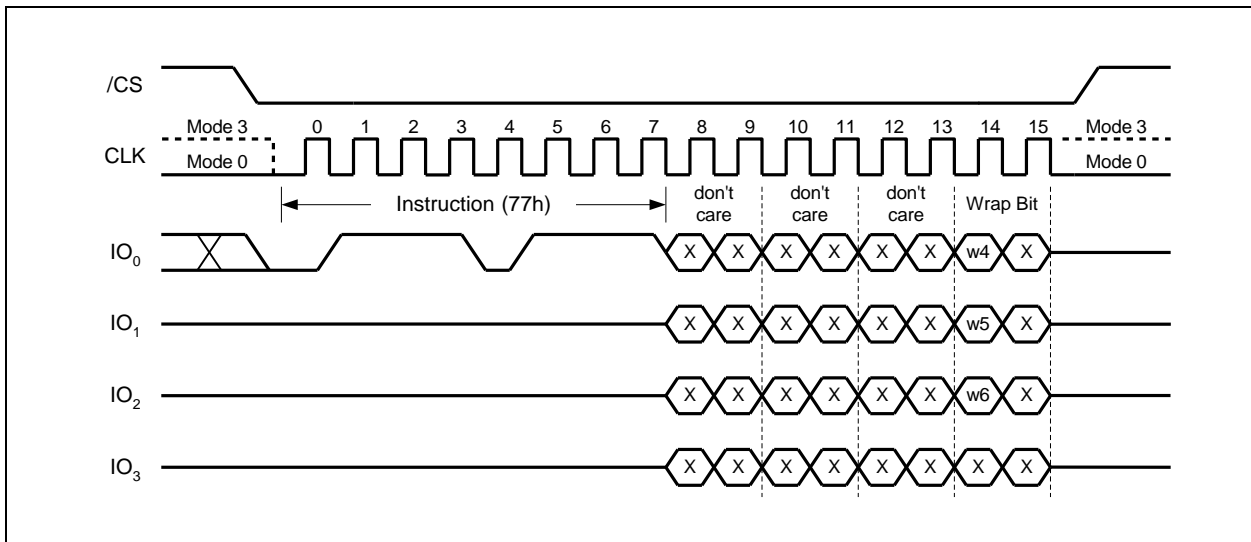 /CS
Mode 3 0 1 2 3 4 5 6 7 8 9 10 11 12 13 14 15 Mode 3
CLK Mode 0 Mode 0
Instruction (77h) don't care don't care don't care Wrap Bit
IO0 X X X X X X w4 X
IO1 X X X X X X w5 X
IO2 X X X X X X w6 X
IO3 X X X X X X X X